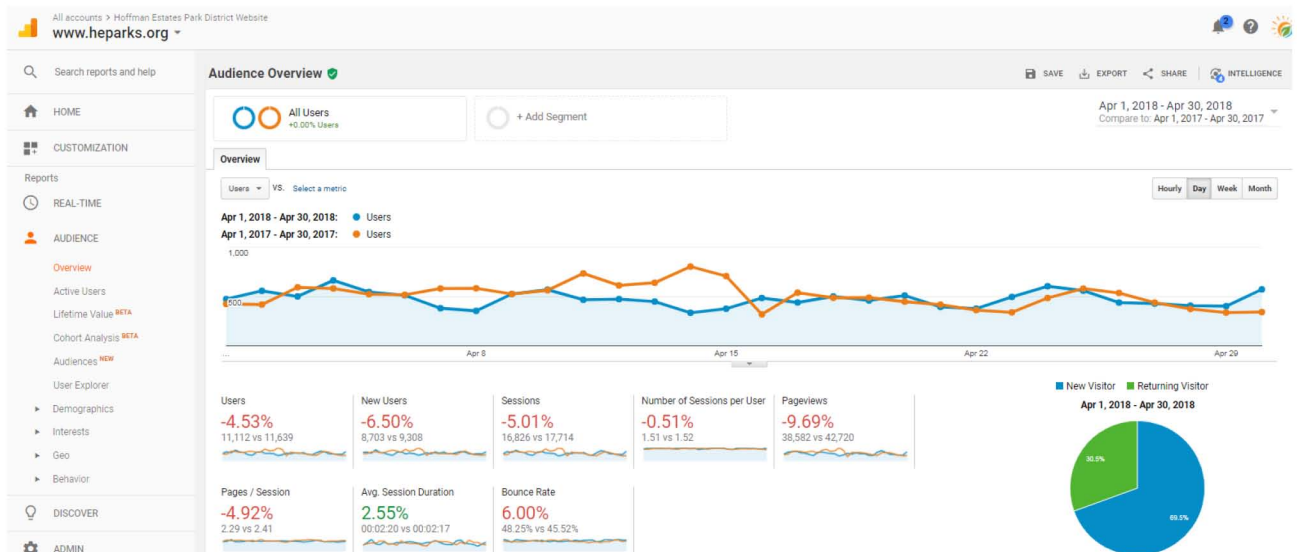 All accounts > Hoffman Estates Park District Website
www.heparks.org
2
Search reports and help
Audience Overview
SAVE EXPORT SHARE 4 INTELLIGENCE
HOME
CUSTOMIZATION
Reports
REAL-TIME
AUDIENCE
Overview
Active Users
Lifetime Value BETA
Cohort Analysis BETA
Audiences NEW
User Explorer
Demographics
Interests
Geo
Behavior
DISCOVER
ADMIN
All Users
+0.00% Users
+ Add Segment
Apr 1, 2018 - Apr 30, 2018
Compare to: Apr 1, 2017 - Apr 30, 2017
Overview
Users VS. Select a metric
Hourly Day Week Month
Apr 1, 2018 - Apr 30, 2018: Users
Apr 1, 2017 - Apr 30, 2017: Users
1,000
500
... Apr 8 Apr 15 Apr 22 Apr 29
Users
-4.53%
11,112 vs 11,639
New Users
-6.50%
8,703 vs 9,308
Sessions
-5.01%
16,826 vs 17,714
Number of Sessions per User
-0.51%
1.51 vs 1.52
Pageviews
-9.69%
38,582 vs 42,720
Pages / Session
-4.92%
2.29 vs 2.41
Avg. Session Duration
2.55%
00:02:20 vs 00:02:17
Bounce Rate
6.00%
48.25% vs 45.52%
New Visitor Returning Visitor
Apr 1, 2018 - Apr 30, 2018
30.5%
69.5%